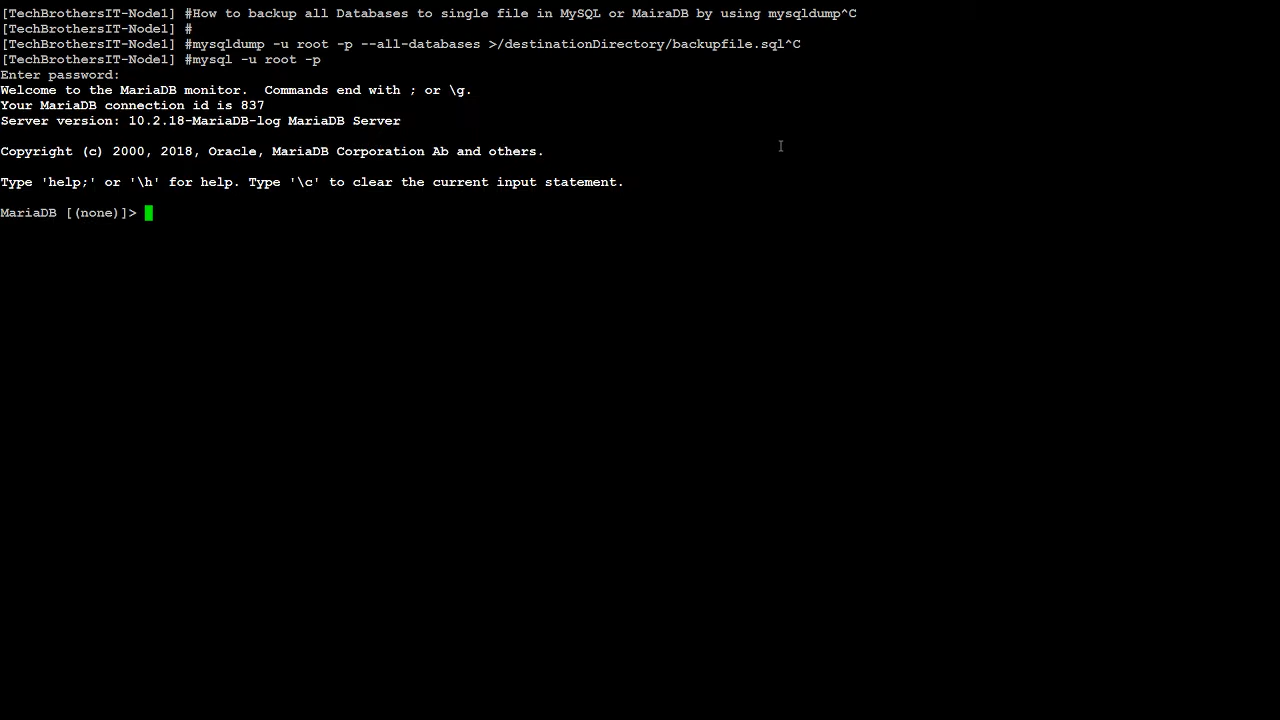 [TechBrothersIT-Node1] #How to backup all Databases to single file in MySQL or MairaDB by using mysqldump^C
[TechBrothersIT-Node1] #
[TechBrothersIT-Node1] #mysqldump -u root -p --all-databases >/destinationDirectory/backupfile.sql^C
[TechBrothersIT-Node1] #mysql -u root -p
Enter password:
Welcome to the MariaDB monitor.  Commands end with ; or \g.
Your MariaDB connection id is 837
Server version: 10.2.18-MariaDB-log MariaDB Server
Copyright (c) 2000, 2018, Oracle, MariaDB Corporation Ab and others.
Type 'help;' or '\h' for help. Type '\c' to clear the current input statement.
MariaDB [(none)]>